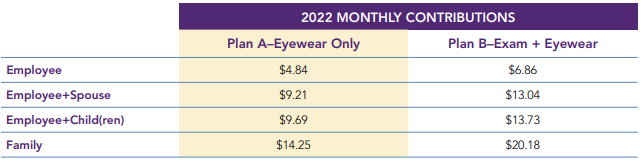 2022 MONTHLY CONTRIBUTIONS
Plan A–Eyewear Only Plan B–Exam + Eyewear
Employee $4.84 $6.86
Employee+Spouse $9.21 $13.04
Employee+Child(ren) $9.69 $13.73
Family $14.25 $20.18